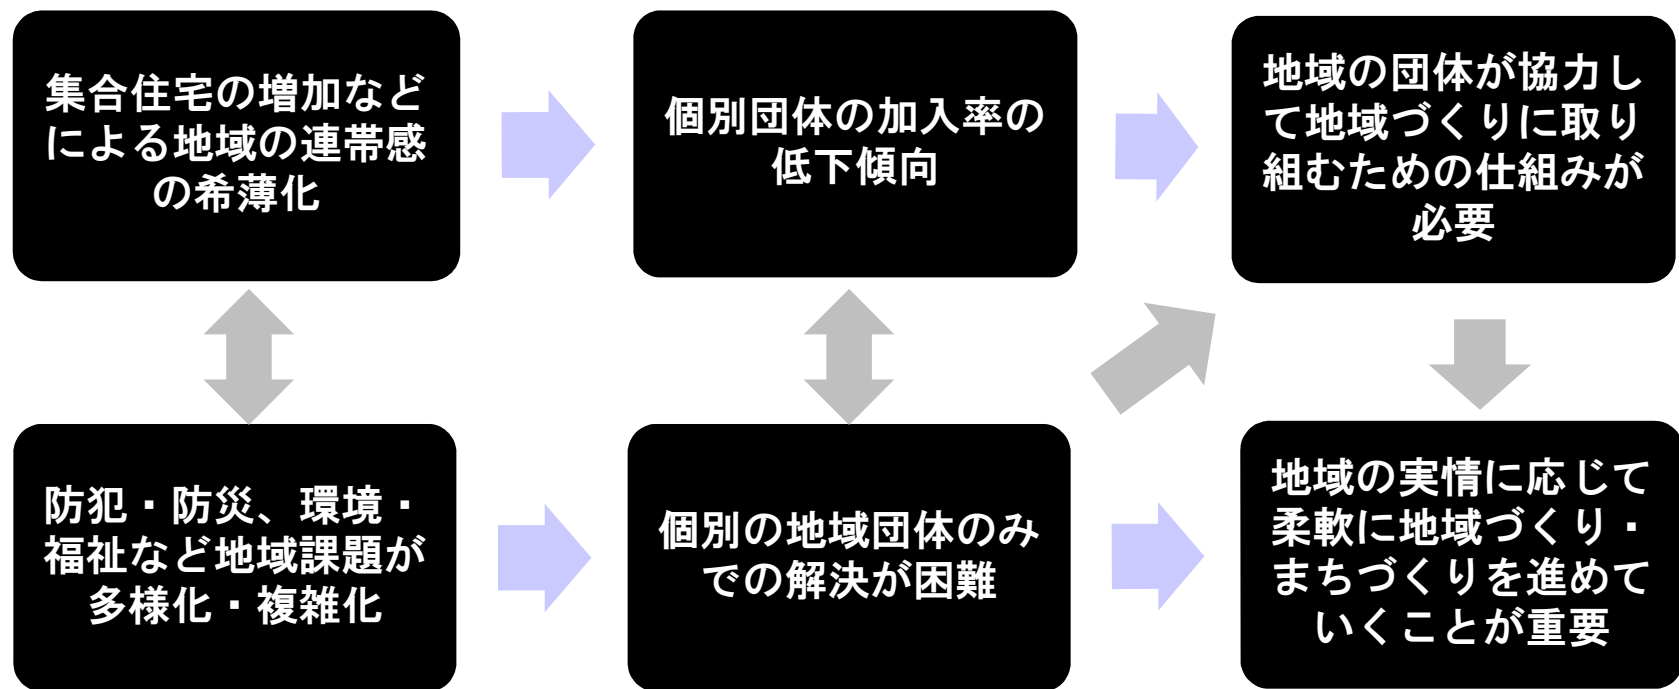 集合住宅の増加など
による地域の連帯感
の希薄化
個別団体の加入率の
低下傾向
地域の団体が協力し
て地域づくりに取り
組むための仕組みが
必要
防犯・防災、環境・
福祉など地域課題が
多様化・複雑化
個別の地域団体のみ
での解決が困難
地域の実情に応じて
柔軟に地域づくり・
まちづくりを進めて
いくことが重要